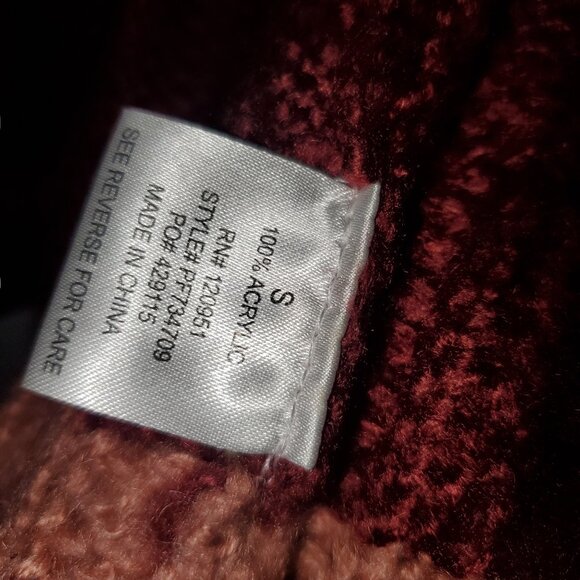 S
100% ACRYLIC
RN# 120951
STYLE# PF734709
PO# 429115
MADE IN CHINA
SEE REVERSE FOR CARE